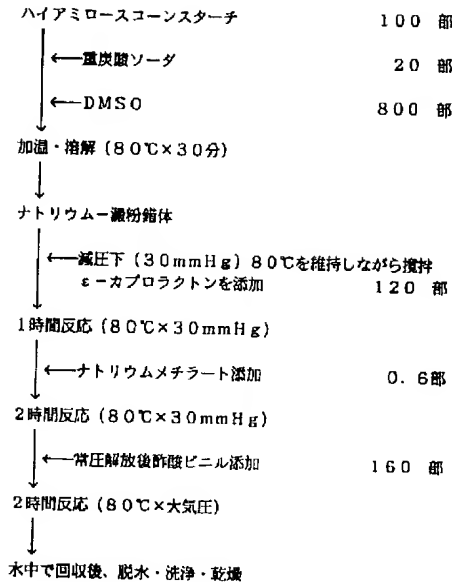 ハイアミロースコーンスターチ 100 部
←重炭酸ソーダ 20 部
←DMSO 800 部
加温・溶解(80℃×30分)
ナトリウムー澱粉錯体
←減圧下(30mmHg)80℃を維持しながら攪拌
ε−カプロラクトンを添加 120 部
1時間反応(80℃×30mmHg)
←ナトリウムメチラート添加 0.6部
2時間反応(80℃×30mmHg)
←常圧解放後酢酸ビニル添加 160 部
2時間反応(80℃×大気圧)
水中で回収後、脱水・洗浄・乾燥